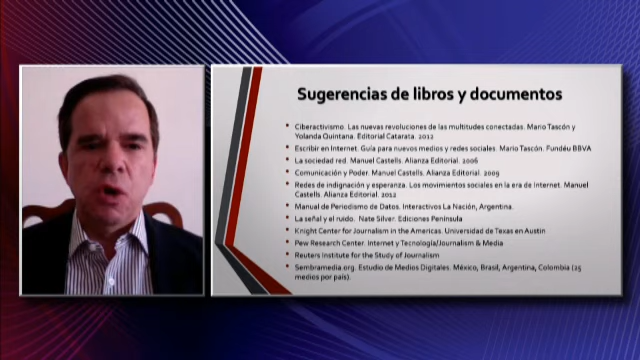 Sugerencias de libros y documentos
• Ciberactivismo. Las nuevas revoluciones de las multitudes conectadas. Mario Tascón y
Yolanda Quintana. Editorial Catarata. 2012
• Escribir en Internet. Guía para nuevos medios y redes sociales. Mario Tascón. Fundéu BBVA
• La sociedad red. Manuel Castells. Alianza Editorial. 2006
• Comunicación y Poder. Manuel Castells. Alianza Editorial. 2009
• Redes de indignación y esperanza. Los movimientos sociales en la era de Internet. Manuel
Castells. Alianza Editorial. 2012
• Manual de Periodismo de Datos. Interactivos La Nación, Argentina.
• La señal y el ruido. Nate Silver. Ediciones Península
• Knight Center for Journalism in the Americas. Universidad de Texas en Austin
• Pew Research Center. Internet y Tecnología/Journalism & Media
• Reuters Institute for the Study of Journalism
• Sembramedia.org. Estudio de Medios Digitales. México, Brasil, Argentina, Colombia (25
medios por país).